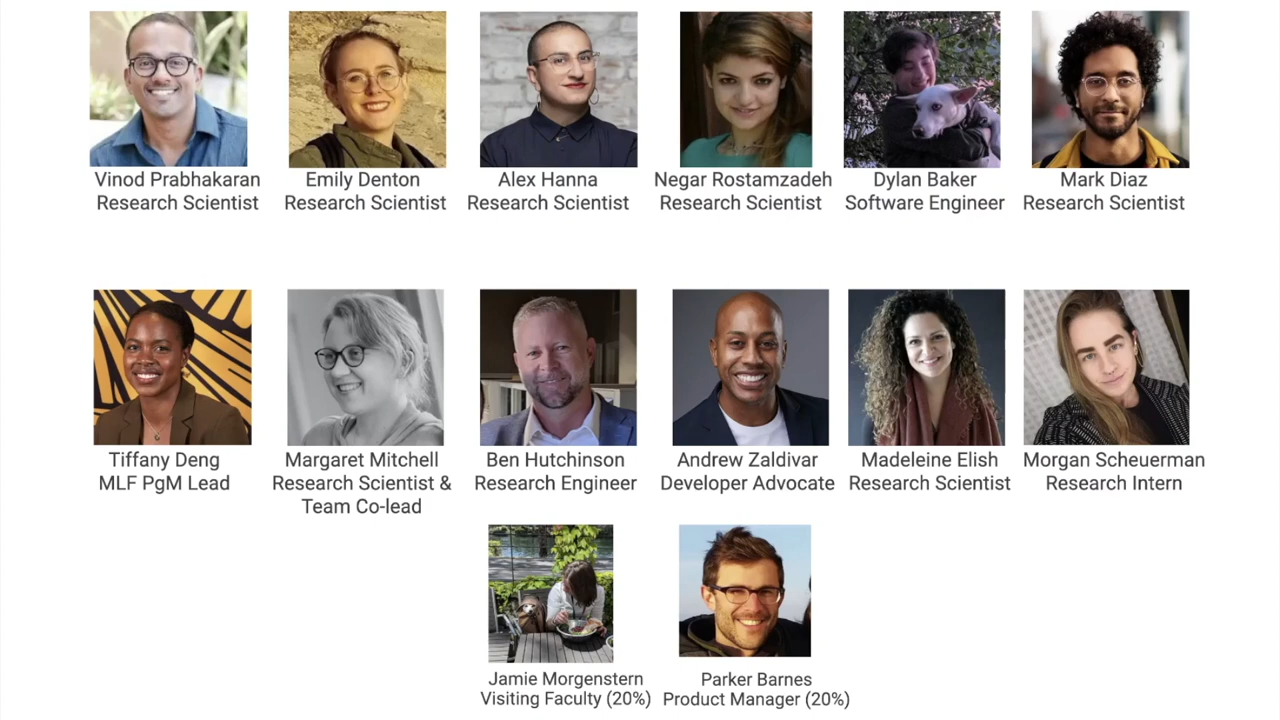 Vinod Prabhakaran
Research Scientist
Emily Denton
Research Scientist
Alex Hanna
Research Scientist
Negar Rostamzadeh
Research Scientist
Dylan Baker
Software Engineer
Mark Diaz
Research Scientist
Tiffany Deng
MLF PgM Lead
Margaret Mitchell
Research Scientist &
Team Co-lead
Ben Hutchinson
Research Engineer
Andrew Zaldivar
Developer Advocate
Madeleine Elish
Research Scientist
Morgan Scheuerman
Research Intern
Jamie Morgenstern
Visiting Faculty (20%)
Parker Barnes
Product Manager (20%)